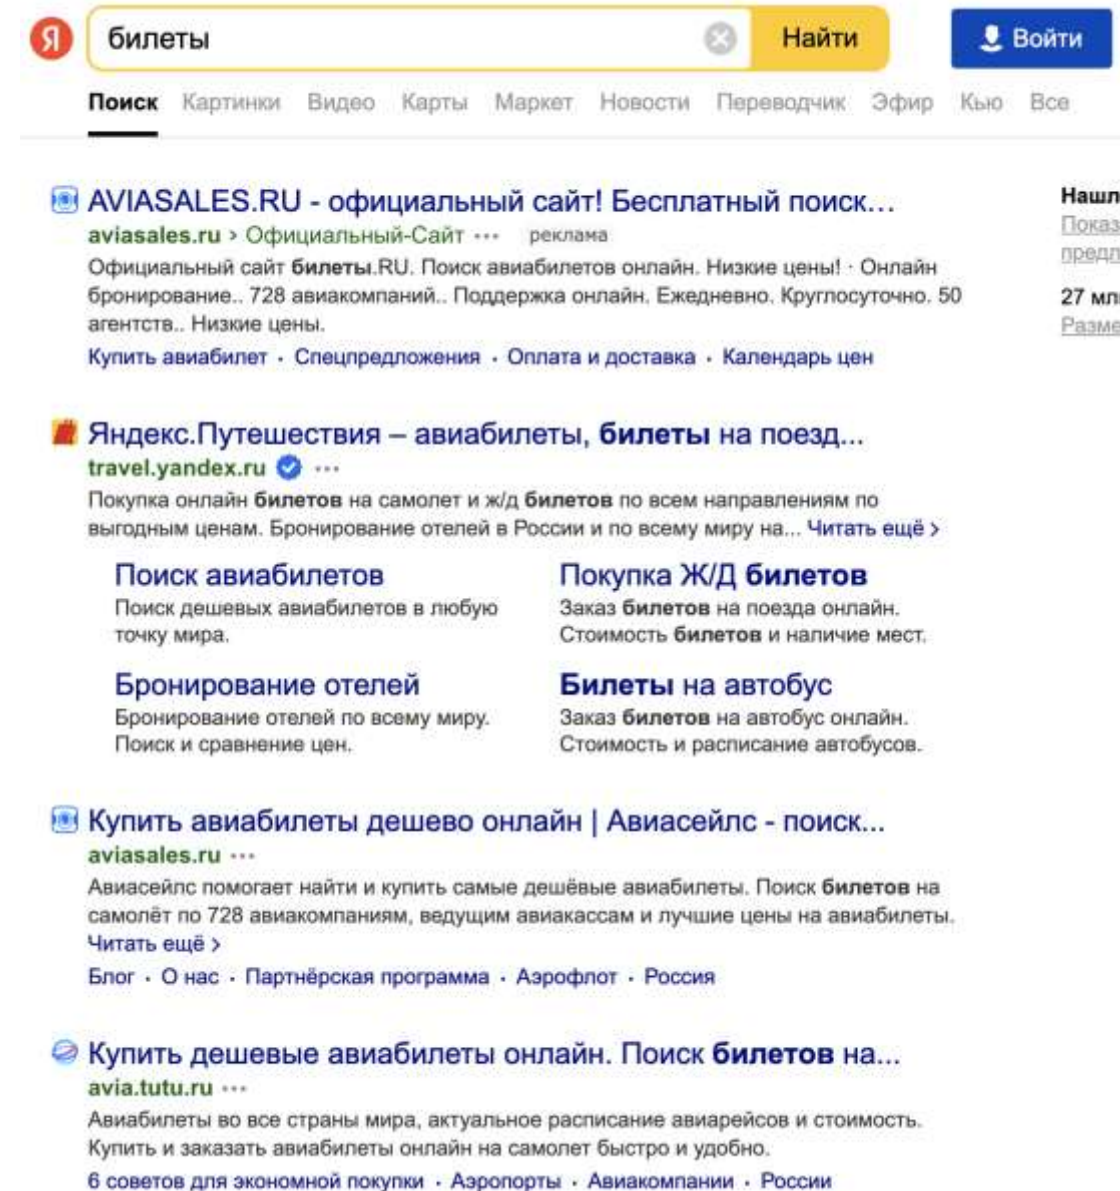 Я
билеты
Найти
Войти
Поиск Картинки Видео Карты Маркет Новости Переводчик Эфир Кью Все
AVIASALES.RU - официальный сайт! Бесплатный поиск...
aviasales.ru › Официальный-Сайт ··· реклама
Официальный сайт билеты.RU. Поиск авиабилетов онлайн. Низкие цены! · Онлайн
бронирование.. 728 авиакомпаний.. Поддержка онлайн. Ежедневно. Круглосуточно. 50
агентств.. Низкие цены.
Купить авиабилет · Спецпредложения · Оплата и доставка · Календарь цен
Яндекс.Путешествия – авиабилеты, билеты на поезд...
travel.yandex.ru ···
Покупка онлайн билетов на самолет и ж/д билетов по всем направлениям по
выгодным ценам. Бронирование отелей в России и по всему миру на... Читать ещё ›
Поиск авиабилетов
Поиск дешевых авиабилетов в любую
точку мира.
Покупка Ж/Д билетов
Заказ билетов на поезда онлайн.
Стоимость билетов и наличие мест.
Бронирование отелей
Бронирование отелей по всему миру.
Поиск и сравнение цен.
Билеты на автобус
Заказ билетов на автобус онлайн.
Стоимость и расписание автобусов.
Купить авиабилеты дешево онлайн | Авиасейлс - поиск...
aviasales.ru ···
Авиасейлс помогает найти и купить самые дешёвые авиабилеты. Поиск билетов на
самолёт по 728 авиакомпаниям, ведущим авиакассам и лучшие цены на авиабилеты.
Читать ещё ›
Блог · О нас · Партнёрская программа · Аэрофлот · Россия
Купить дешевые авиабилеты онлайн. Поиск билетов на...
avia.tutu.ru ···
Авиабилеты во все страны мира, актуальное расписание авиарейсов и стоимость.
Купить и заказать авиабилеты онлайн на самолет быстро и удобно.
6 советов для экономной покупки · Аэропорты · Авиакомпании · России
27